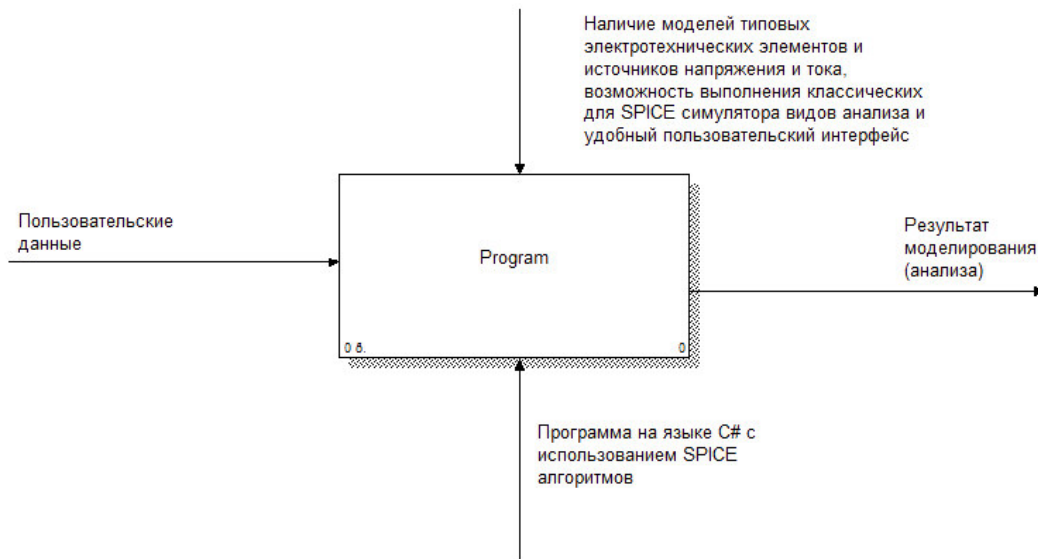 Наличие моделей типовых
электротехнических элементов и
источников напряжения и тока,
возможность выполнения классических
для SPICE симулятора видов анализа и
удобный пользовательский интерфейс
Пользовательские
данные
Program
Результат
моделирования
(анализа)
0 б.
0
Программа на языке C# с
использованием SPICE
алгоритмов